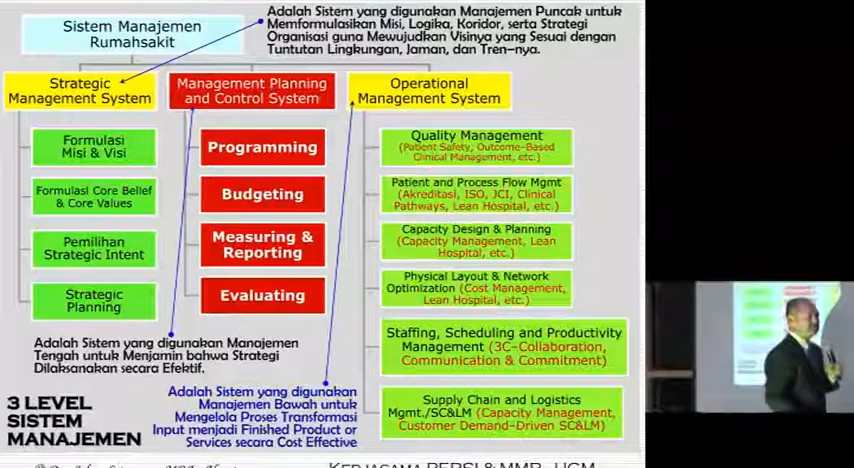 Adalah Sistem yang digunakan Manajemen Puncak untuk
Memformulasikan Misi, Logika, Koridor, serta Strategi
Organisasi guna Mewujudkan Visinya yang Sesuai dengan
Tuntutan Lingkungan, Jaman, dan Tren-nya.
Sistem Manajemen
Rumahsakit
Strategic
Management System
Management Planning
and Control System
Operational
Management System
Formulasi
Misi & Visi
Formulasi Core Belief
& Core Values
Pemilihan
Strategic Intent
Strategic
Planning
Programming
Budgeting
Measuring &
Reporting
Evaluating
Quality Management
(Patient Safety, Outcome-Based
Clinical Management, etc.)
Patient and Process Flow Mgmt
(Akreditasi, ISO, JCI, Clinical
Pathways, Lean Hospital, etc.)
Capacity Design & Planning
(Capacity Management, Lean
Hospital, etc.)
Physical Layout & Network
Optimization (Cost Management,
Lean Hospital, etc.)
Staffing, Scheduling and Productivity
Management (3C-Collaboration,
Communication & Commitment)
Supply Chain and Logistics
Mgmt./SC&LM (Capacity Management,
Customer Demand-Driven SC&LM)
Adalah Sistem yang digunakan Manajemen
Tengah untuk Menjamin bahwa Strategi
Dilaksanakan secara Efektif.
Adalah Sistem yang digunakan
Manajemen Bawah untuk
Mengelola Proses Transformasi
Input menjadi Finished Product or
Services secara Cost Effective
3 LEVEL
SISTEM
MANAJEMEN
KERJASAMA PERSI & MMR-UGM